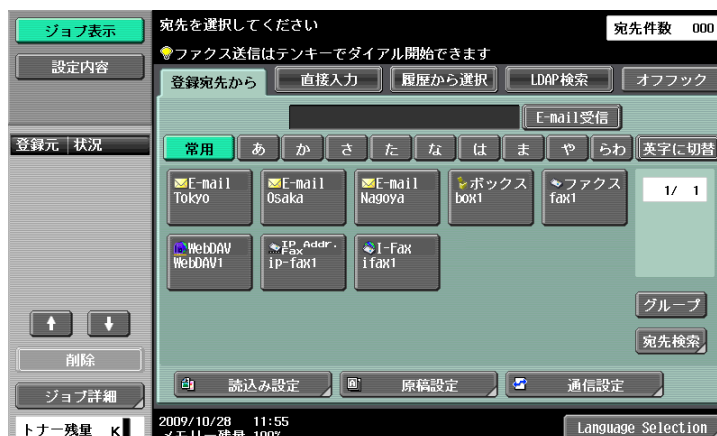 ジョブ表示
設定内容
登録元 状況
削除
ジョブ詳細
トナー残量 K
宛先を選択してください
宛先件数 000
ファクス送信はテンキーでダイアル開始できます
登録宛先から 直接入力 履歴から選択 LDAP検索 オフフック
E-mail受信
常用 あ か さ た な は ま や らわ 英字に切替
E-mail Tokyo
E-mail Osaka
E-mail Nagoya
ボックス box1
ファクス fax1
1/ 1
WebDAV WebDAV1
IP Addr. Fax ip-fax1
I-Fax ifax1
グループ
宛先検索
読込み設定 原稿設定 通信設定
2009/10/28 11:55
メモリー残量 100%
Language Selection